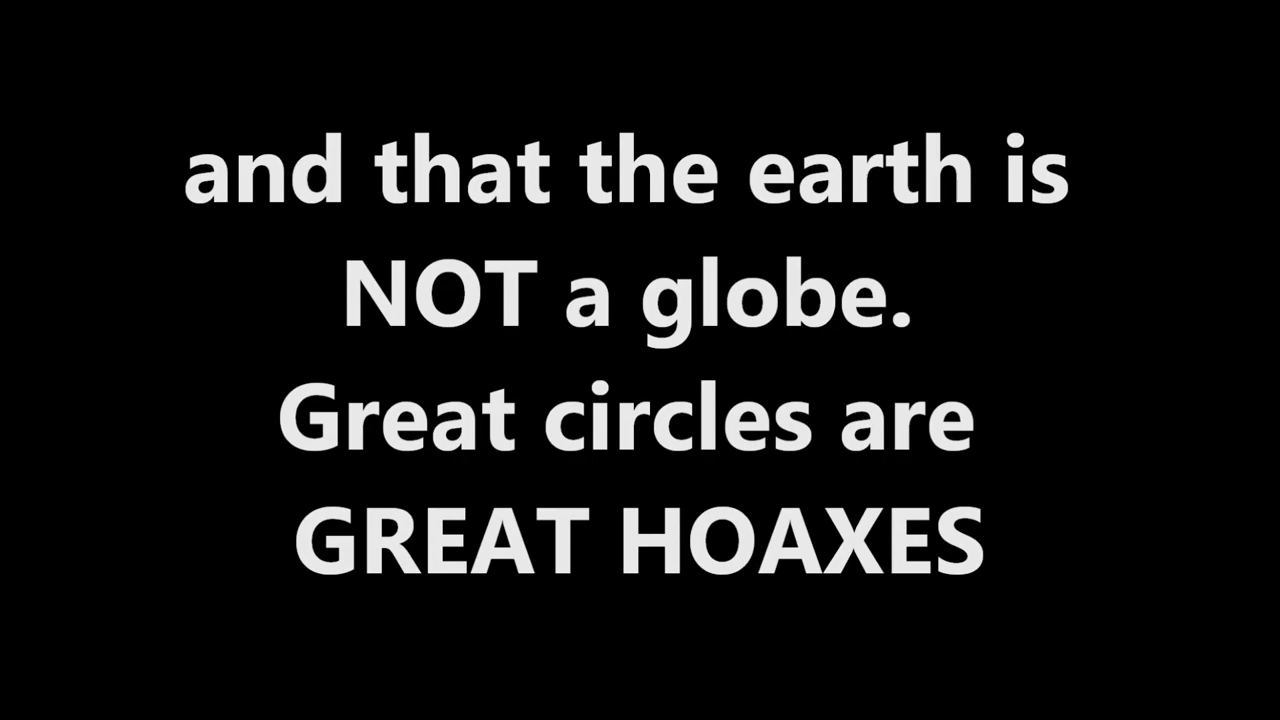 and that the earth is
NOT a globe.
Great circles are
GREAT HOAXES